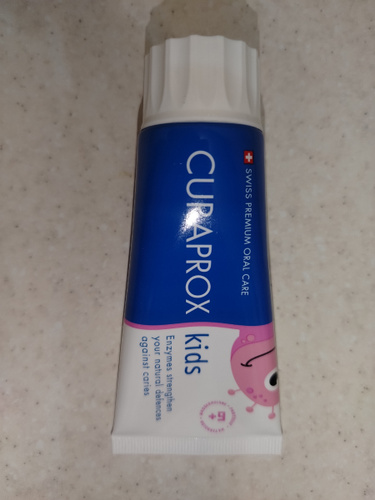 SWISS PREMIUM ORAL CARE
CURAPROX
kids
Enzymes strengthen
your natural defences
against caries